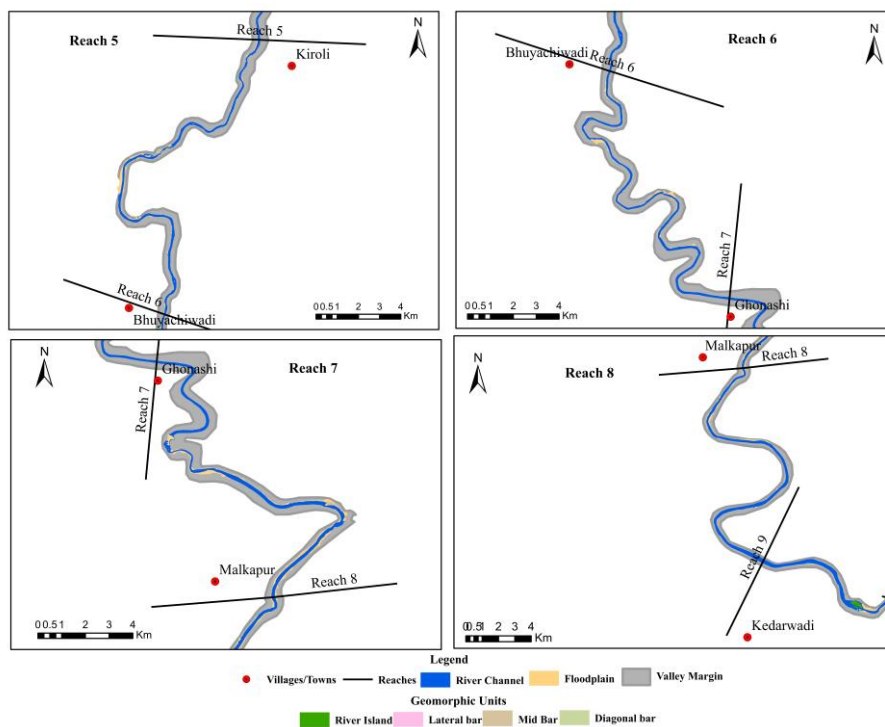 Reach 5
Reach 5
N
Kiroli
Reach 6
Bhuyachiwadi
0 0.5 1 2 3 4
Km
Reach 6
N
Bhuyachiwadi
Reach 6
Reach 7
Ghonashi
0 0.5 1 2 3 4
Km
Reach 7
N
Ghonashi
Reach 7
Malkapur
Reach 8
0 0.5 1 2 3 4
Km
Reach 8
N
Malkapur
Reach 8
Reach 9
Kedarwadi
0 0.5 1 2 3 4
Km
Legend
Villages/Towns Reaches River Channel Floodplain Valley Margin
Geomorphic Units
River Island Lateral bar Mid Bar Diagonal bar